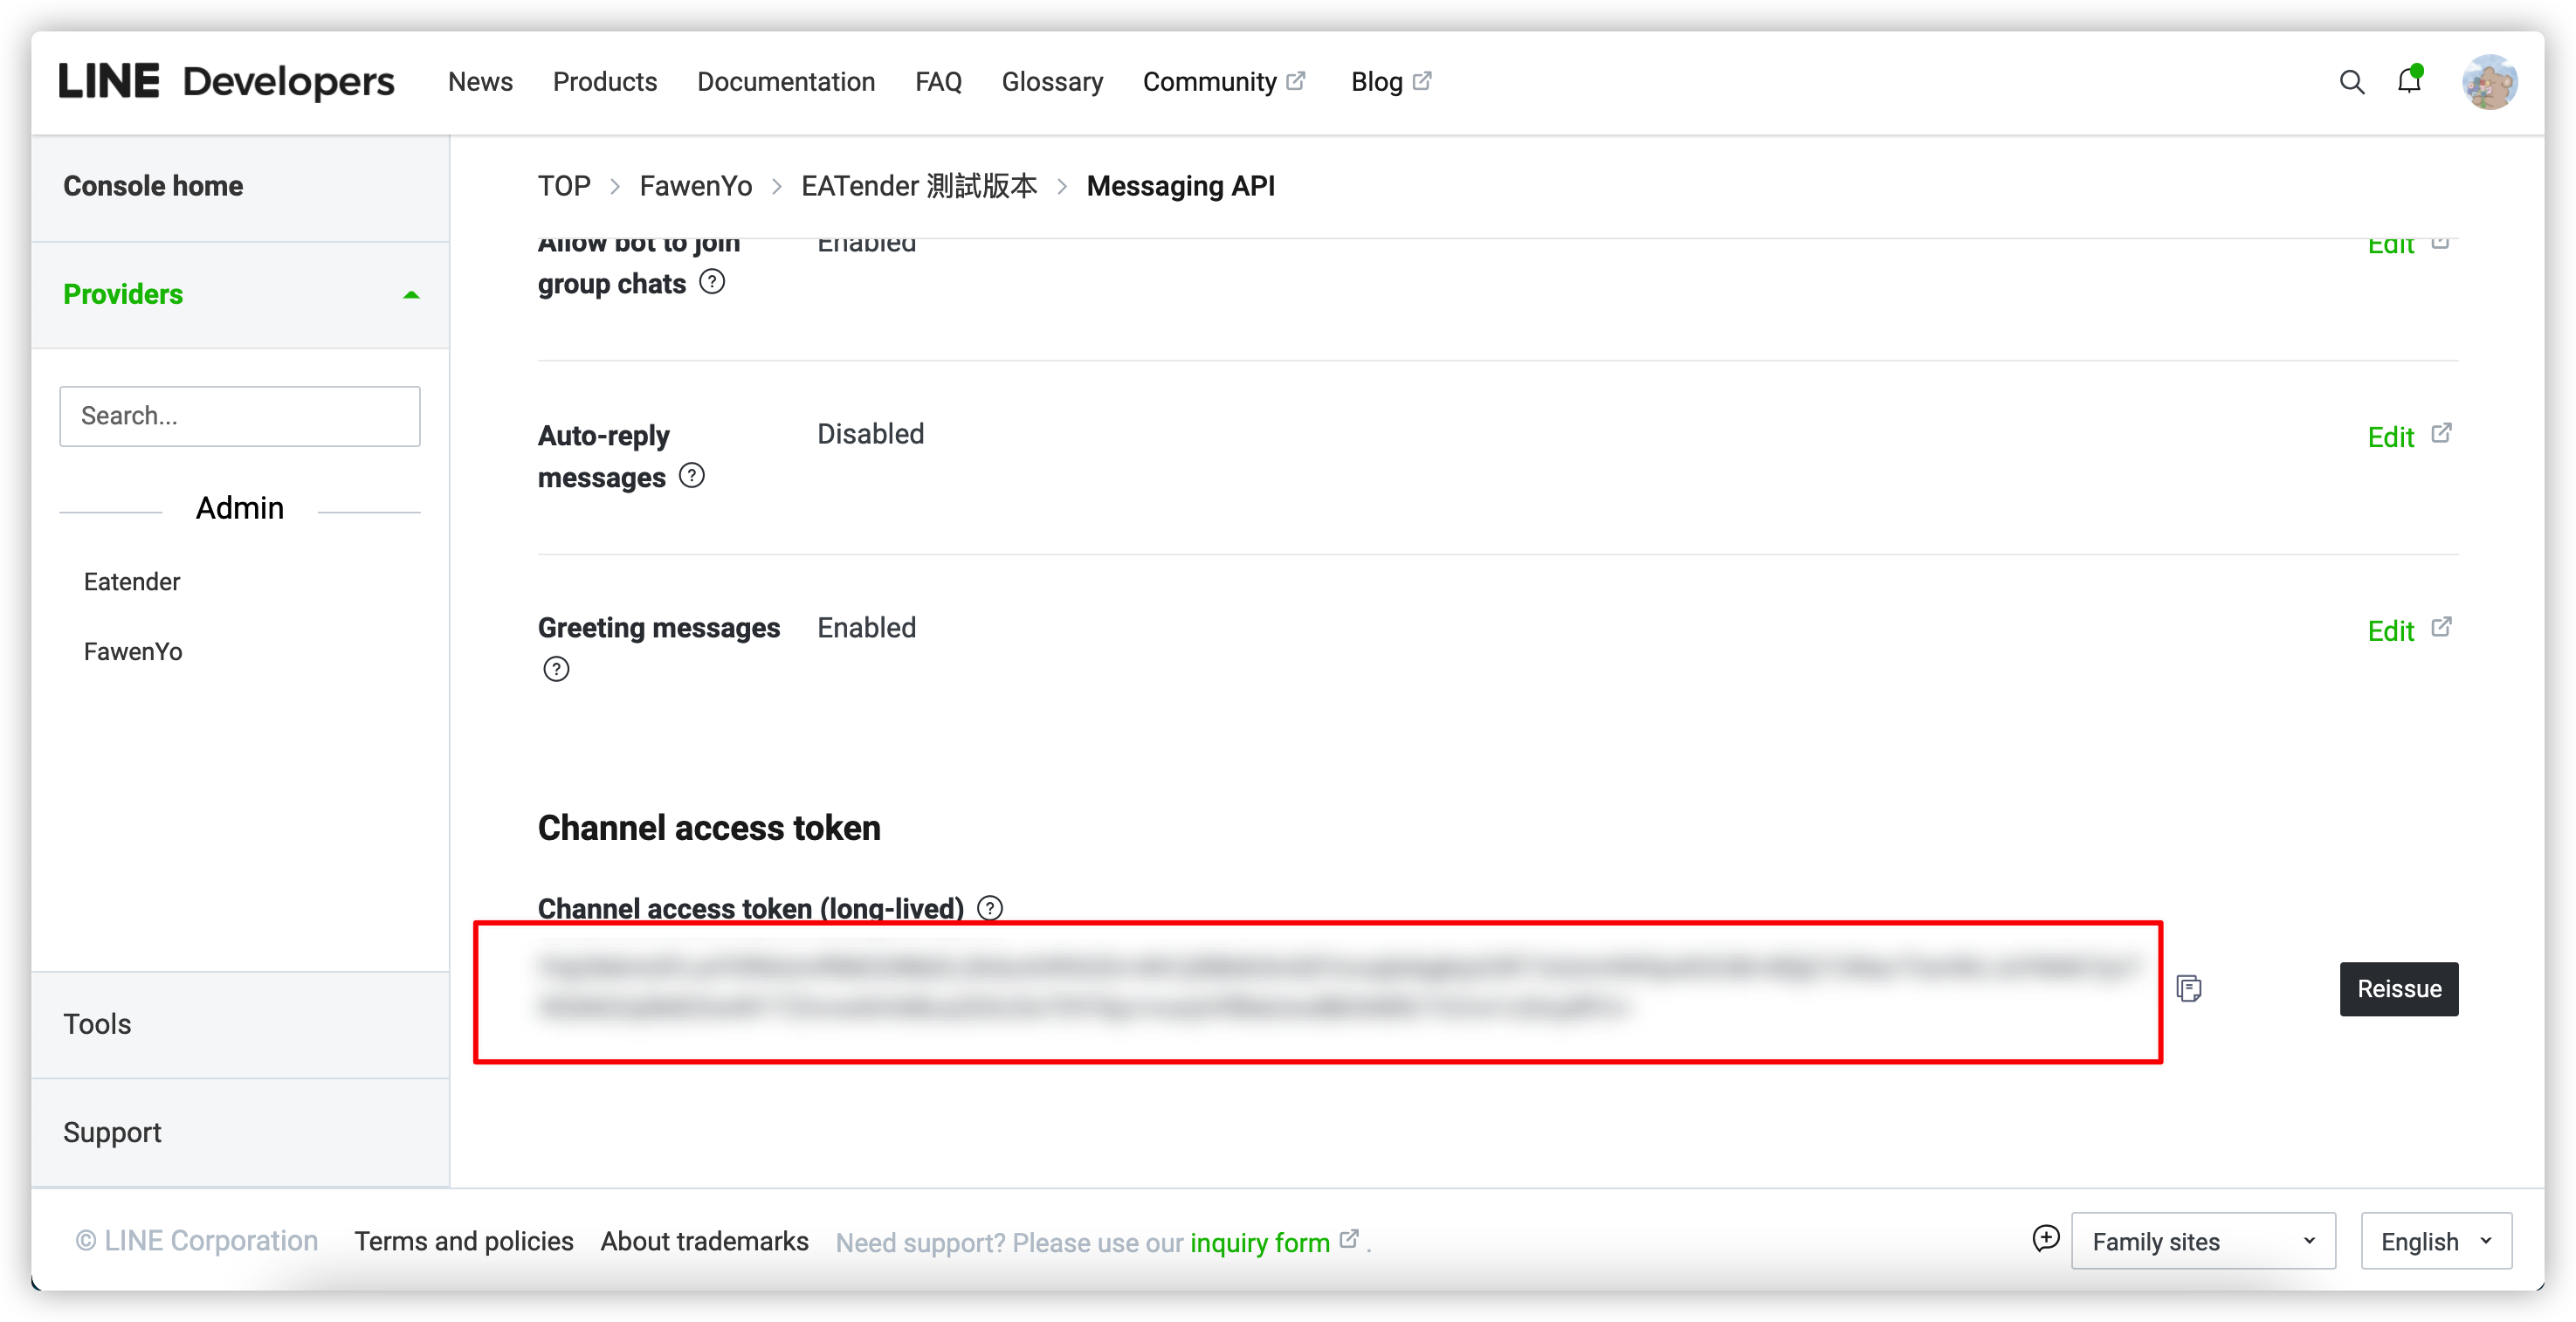 LINE Developers News Products Documentation FAQ Glossary Community Blog
Console home
Providers
Search...
Admin
Eatender
FawenYo
Tools
Support
TOP > FawenYo > EATender 測試版本 > Messaging API
Allow bot to join
group chats ?
Enabled
Edit
Auto-reply
messages ?
Disabled
Edit
Greeting messages
?
Enabled
Edit
Channel access token
Channel access token (long-lived) ?
Reissue
© LINE Corporation Terms and policies About trademarks Need support? Please use our inquiry form .
Family sites
English